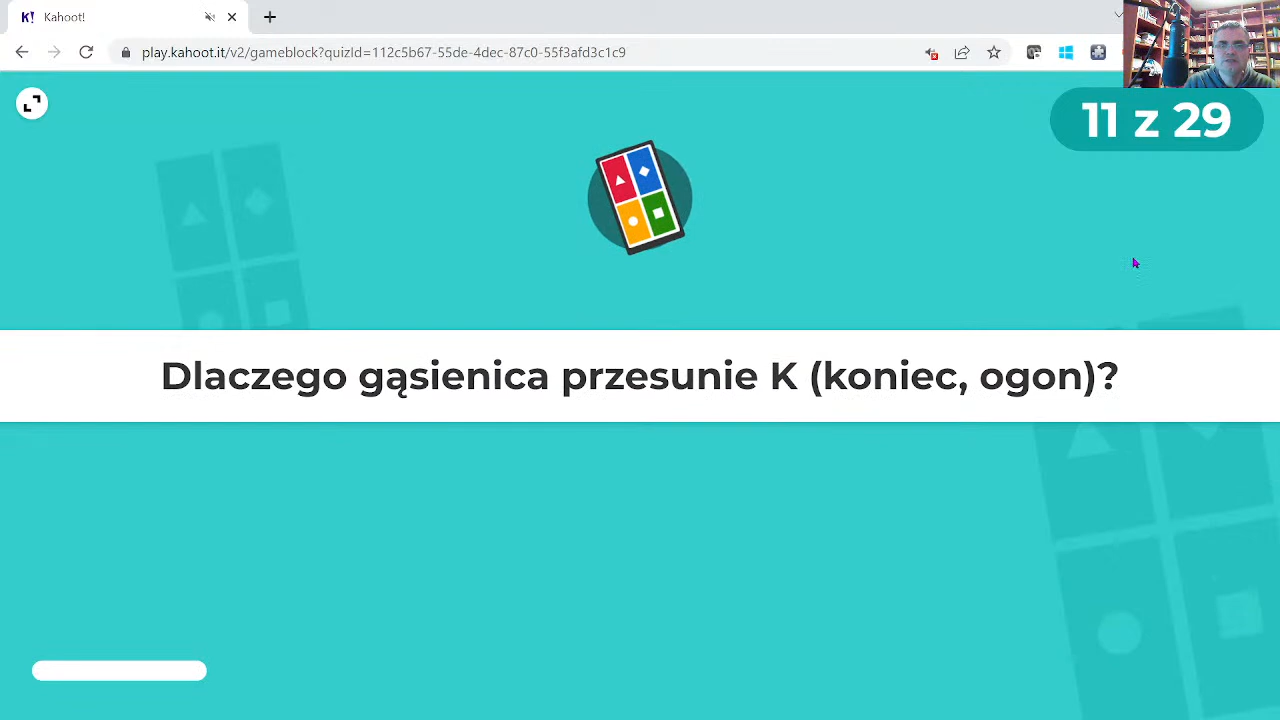 K! Kahoot!
play.kahoot.it/v2/gameblock?quizId=112c5b67-55de-4dec-87c0-55f3afd3c1c9
11 z 29
Dlaczego gąsienica przesunie K (koniec, ogon)?